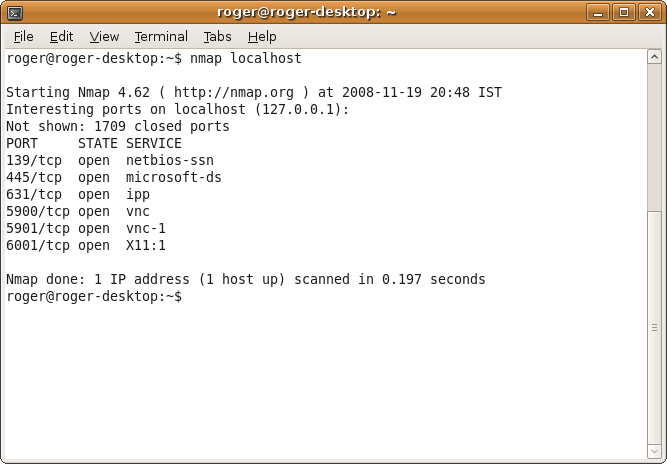 roger@roger-desktop: ~
File Edit View Terminal Tabs Help
roger@roger-desktop:~$ nmap localhost
Starting Nmap 4.62 ( http://nmap.org ) at 2008-11-19 20:48 IST
Interesting ports on localhost (127.0.0.1):
Not shown: 1709 closed ports
PORT     STATE SERVICE
139/tcp  open  netbios-ssn
445/tcp  open  microsoft-ds
631/tcp  open  ipp
5900/tcp open  vnc
5901/tcp open  vnc-1
6001/tcp open  X11:1
Nmap done: 1 IP address (1 host up) scanned in 0.197 seconds
roger@roger-desktop:~$